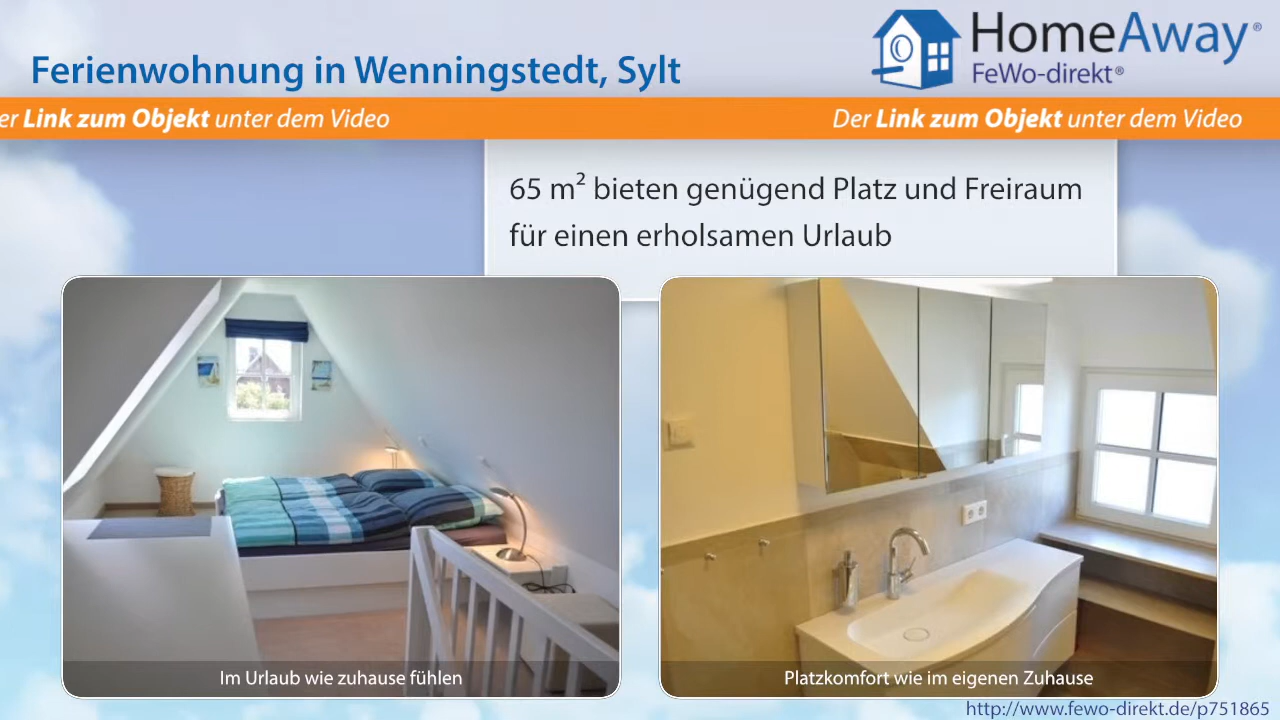 Ferienwohnung in Wenningstedt, Sylt
HomeAway®
FeWo-direkt®
er Link zum Objekt unter dem Video
Der Link zum Objekt unter dem Video
65 m² bieten genügend Platz und Freiraum
für einen erholsamen Urlaub
Im Urlaub wie zuhause fühlen
Platzkomfort wie im eigenen Zuhause
http://www.fewo-direkt.de/p751865